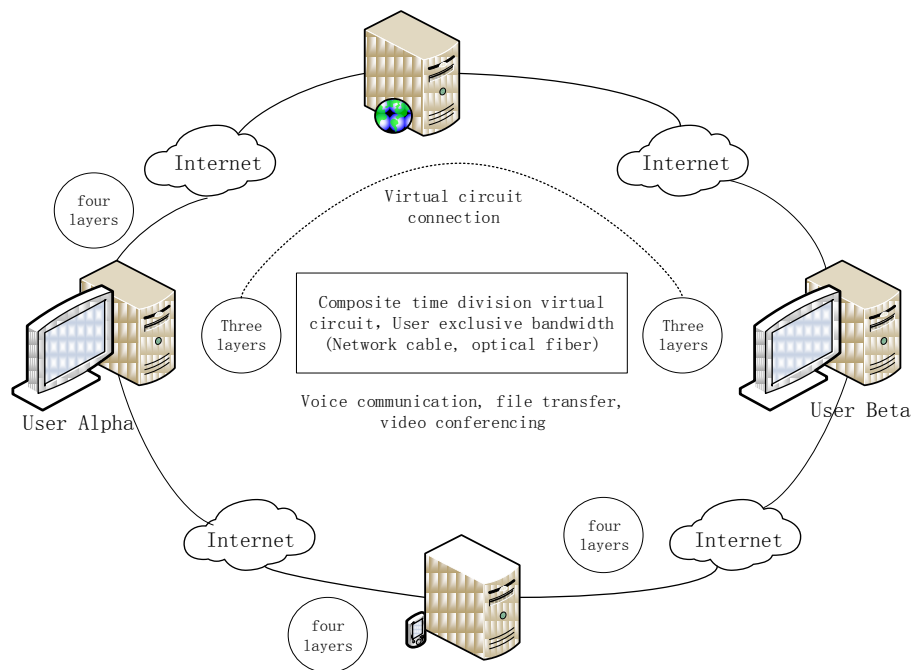 Internet
Internet
four
layers
Virtual circuit
connection
Three
layers
Composite time division virtual
circuit, User exclusive bandwidth
(Network cable, optical fiber)
Three
layers
Voice communication, file transfer,
video conferencing
User Alpha
User Beta
four
layers
Internet
Internet
four
layers